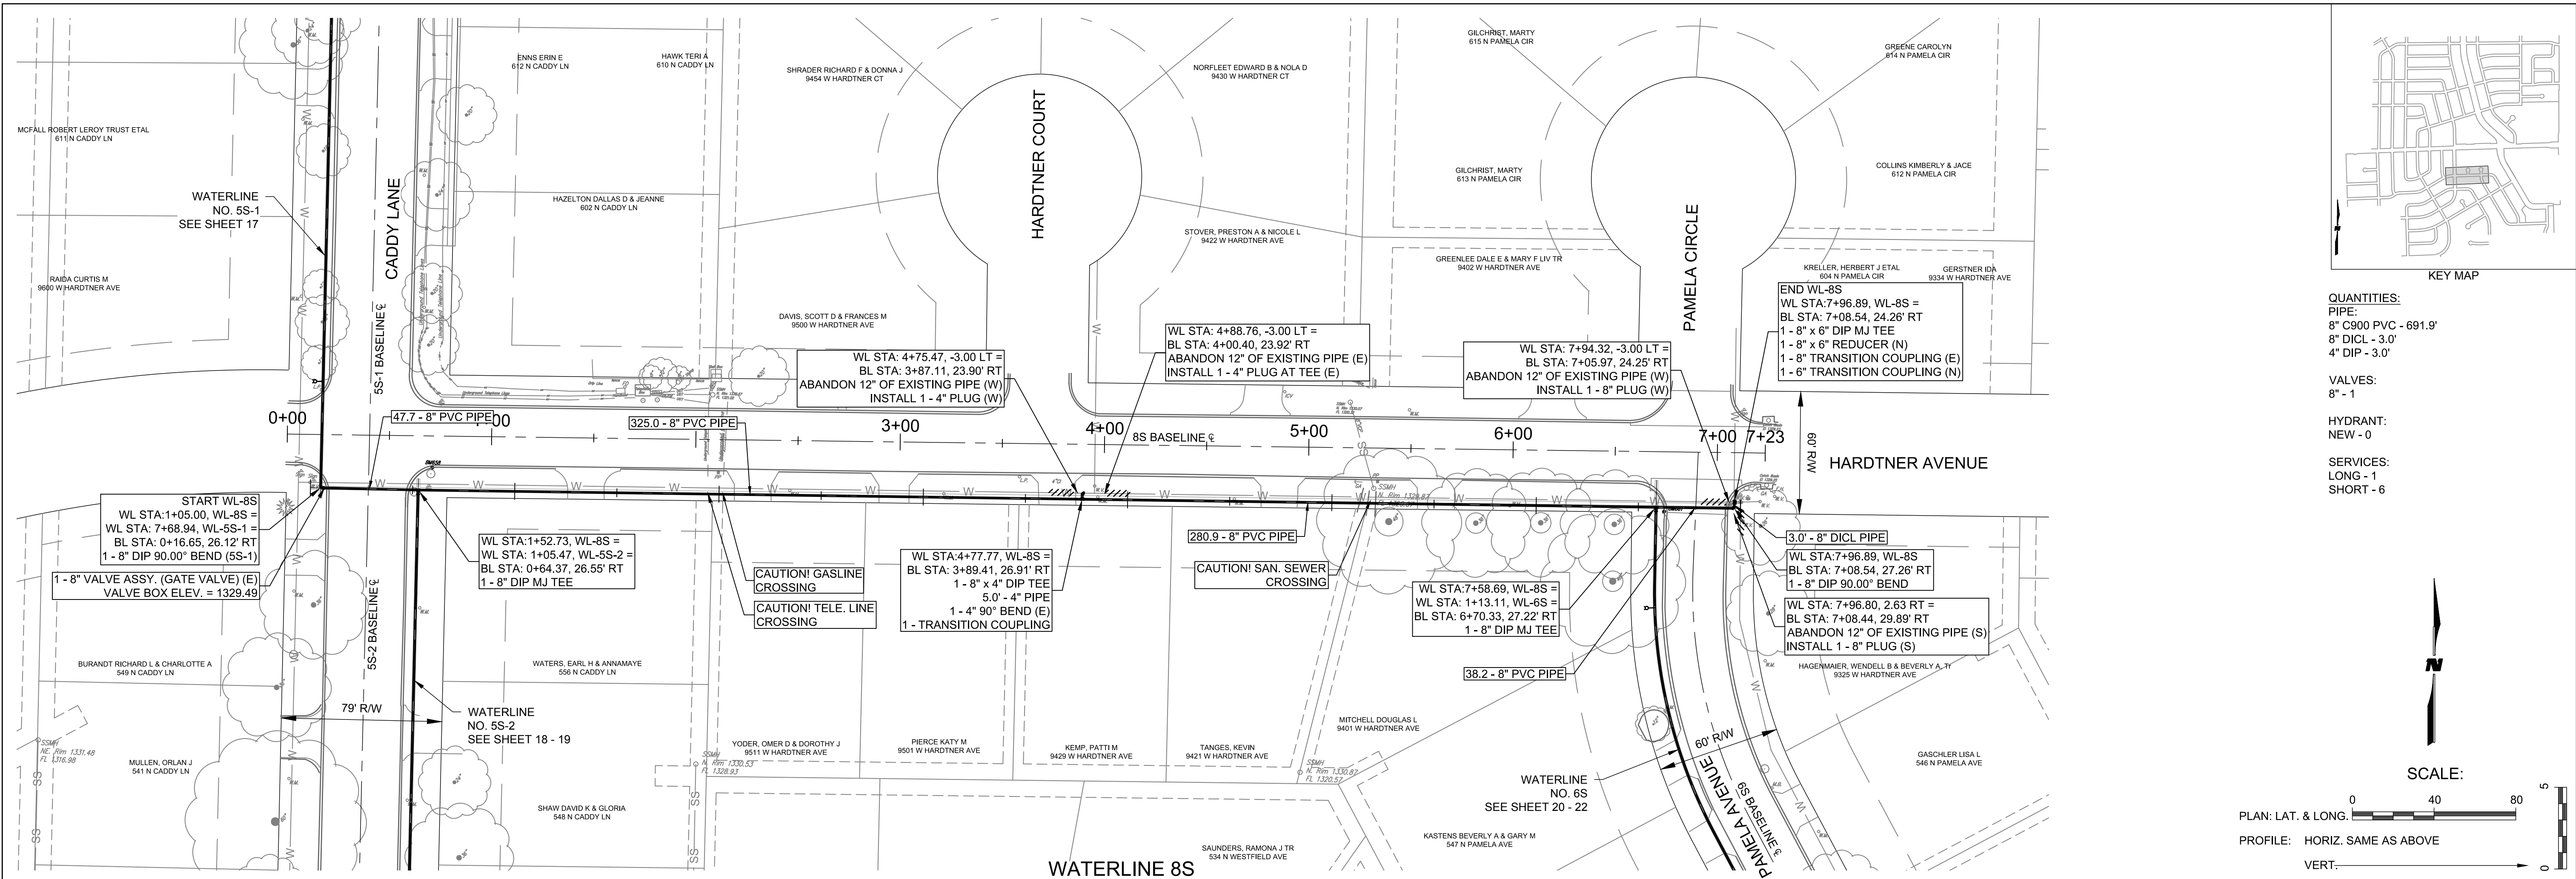 MCFALL ROBERT LEROY TRUST ETAL
611 N CADDY LN
RAIDA CURTIS M
9600 W HARDTNER AVE
WATERLINE
NO. 5S-1
SEE SHEET 17
CADDY LANE
5S-1 BASELINE ℄
ENNS ERIN E
612 N CADDY LN
HAWK TERI A
610 N CADDY LN
HAZELTON DALLAS D & JEANNE
602 N CADDY LN
SHRADER RICHARD F & DONNA J
9454 W HARDTNER CT
HARDTNER COURT
NORFLEET EDWARD B & NOLA D
9430 W HARDTNER CT
DAVIS, SCOTT D & FRANCES M
9500 W HARDTNER AVE
STOVER, PRESTON A & NICOLE L
9422 W HARDTNER AVE
GILCHRIST, MARTY
615 N PAMELA CIR
GILCHRIST, MARTY
613 N PAMELA CIR
GREENLEE DALE E & MARY F LIV TR
9402 W HARDTNER AVE
PAMELA CIRCLE
GREENE CAROLYN
614 N PAMELA CIR
COLLINS KIMBERLY & JACE
612 N PAMELA CIR
KRELLER, HERBERT J ETAL
604 N PAMELA CIR
GERSTNER IDA
9334 W HARDTNER AVE
WL STA: 4+75.47, -3.00 LT =
BL STA: 3+87.11, 23.90' RT
ABANDON 12" OF EXISTING PIPE (W)
INSTALL 1 - 4" PLUG (W)
WL STA: 4+88.76, -3.00 LT =
BL STA: 4+00.40, 23.92' RT
ABANDON 12" OF EXISTING PIPE (E)
INSTALL 1 - 4" PLUG AT TEE (E)
WL STA: 7+94.32, -3.00 LT =
BL STA: 7+05.97, 24.25' RT
ABANDON 12" OF EXISTING PIPE (W)
INSTALL 1 - 8" PLUG (W)
END WL-8S
WL STA:7+96.89, WL-8S =
BL STA: 7+08.54, 24.26' RT
1 - 8" x 6" DIP MJ TEE
1 - 8" x 6" REDUCER (N)
1 - 8" TRANSITION COUPLING (E)
1 - 6" TRANSITION COUPLING (N)
0+00
47.7 - 8" PVC PIPE
00
325.0 - 8" PVC PIPE
3+00
4+00
8S BASELINE ℄
5+00
6+00
7+00
7+23
60' R/W
HARDTNER AVENUE
START WL-8S
WL STA:1+05.00, WL-8S =
WL STA: 7+68.94, WL-5S-1 =
BL STA: 0+16.65, 26.12' RT
1 - 8" DIP 90.00° BEND (5S-1)
1 - 8" VALVE ASSY. (GATE VALVE) (E)
VALVE BOX ELEV. = 1329.49
WL STA:1+52.73, WL-8S =
WL STA: 1+05.47, WL-5S-2 =
BL STA: 0+64.37, 26.55' RT
1 - 8" DIP MJ TEE
CAUTION! GASLINE
CROSSING
CAUTION! TELE. LINE
CROSSING
WL STA:4+77.77, WL-8S =
BL STA: 3+89.41, 26.91' RT
1 - 8" x 4" DIP TEE
5.0' - 4" PIPE
1 - 4" 90° BEND (E)
1 - TRANSITION COUPLING
280.9 - 8" PVC PIPE
CAUTION! SAN. SEWER
CROSSING
WL STA:7+58.69, WL-8S =
WL STA: 1+13.11, WL-6S =
BL STA: 6+70.33, 27.22' RT
1 - 8" DIP MJ TEE
38.2 - 8" PVC PIPE
3.0' - 8" DICL PIPE
WL STA:7+96.89, WL-8S
BL STA: 7+08.54, 27.26' RT
1 - 8" DIP 90.00° BEND
WL STA: 7+96.80, 2.63 RT =
BL STA: 7+08.44, 29.89' RT
ABANDON 12" OF EXISTING PIPE (S)
INSTALL 1 - 8" PLUG (S)
HAGENMAIER, WENDELL B & BEVERLY A, Tr
9325 W HARDTNER AVE
5S-2 BASELINE ℄
BURANDT RICHARD L & CHARLOTTE A
549 N CADDY LN
79' R/W
SSMH
NE. Rim 1331.48
FL 1316.98
MULLEN, ORLAN J
541 N CADDY LN
WATERS, EARL H & ANNAMAYE
556 N CADDY LN
WATERLINE
NO. 5S-2
SEE SHEET 18 - 19
SHAW DAVID K & GLORIA
548 N CADDY LN
SSMH
N. Rim 1330.53
FL 1328.93
YODER, OMER D & DOROTHY J
9511 W HARDTNER AVE
PIERCE KATY M
9501 W HARDTNER AVE
KEMP, PATTI M
9429 W HARDTNER AVE
TANGES, KEVIN
9421 W HARDTNER AVE
SSMH
N. Rim 1330.87
FL 1320.57
MITCHELL DOUGLAS L
9401 W HARDTNER AVE
WATERLINE
NO. 6S
SEE SHEET 20 - 22
KASTENS BEVERLY A & GARY M
547 N PAMELA AVE
SAUNDERS, RAMONA J TR
534 N WESTFIELD AVE
60' R/W
PAMELA AVENUE
6S BASELINE ℄
GASCHLER LISA L
546 N PAMELA AVE
WATERLINE 8S
KEY MAP
QUANTITIES:
PIPE:
8" C900 PVC - 691.9'
8" DICL - 3.0'
4" DIP - 3.0'
VALVES:
8" - 1
HYDRANT:
NEW - 0
SERVICES:
LONG - 1
SHORT - 6
N
SCALE:
0 40 80
PLAN: LAT. & LONG.
PROFILE: HORIZ. SAME AS ABOVE
VERT.
5
0